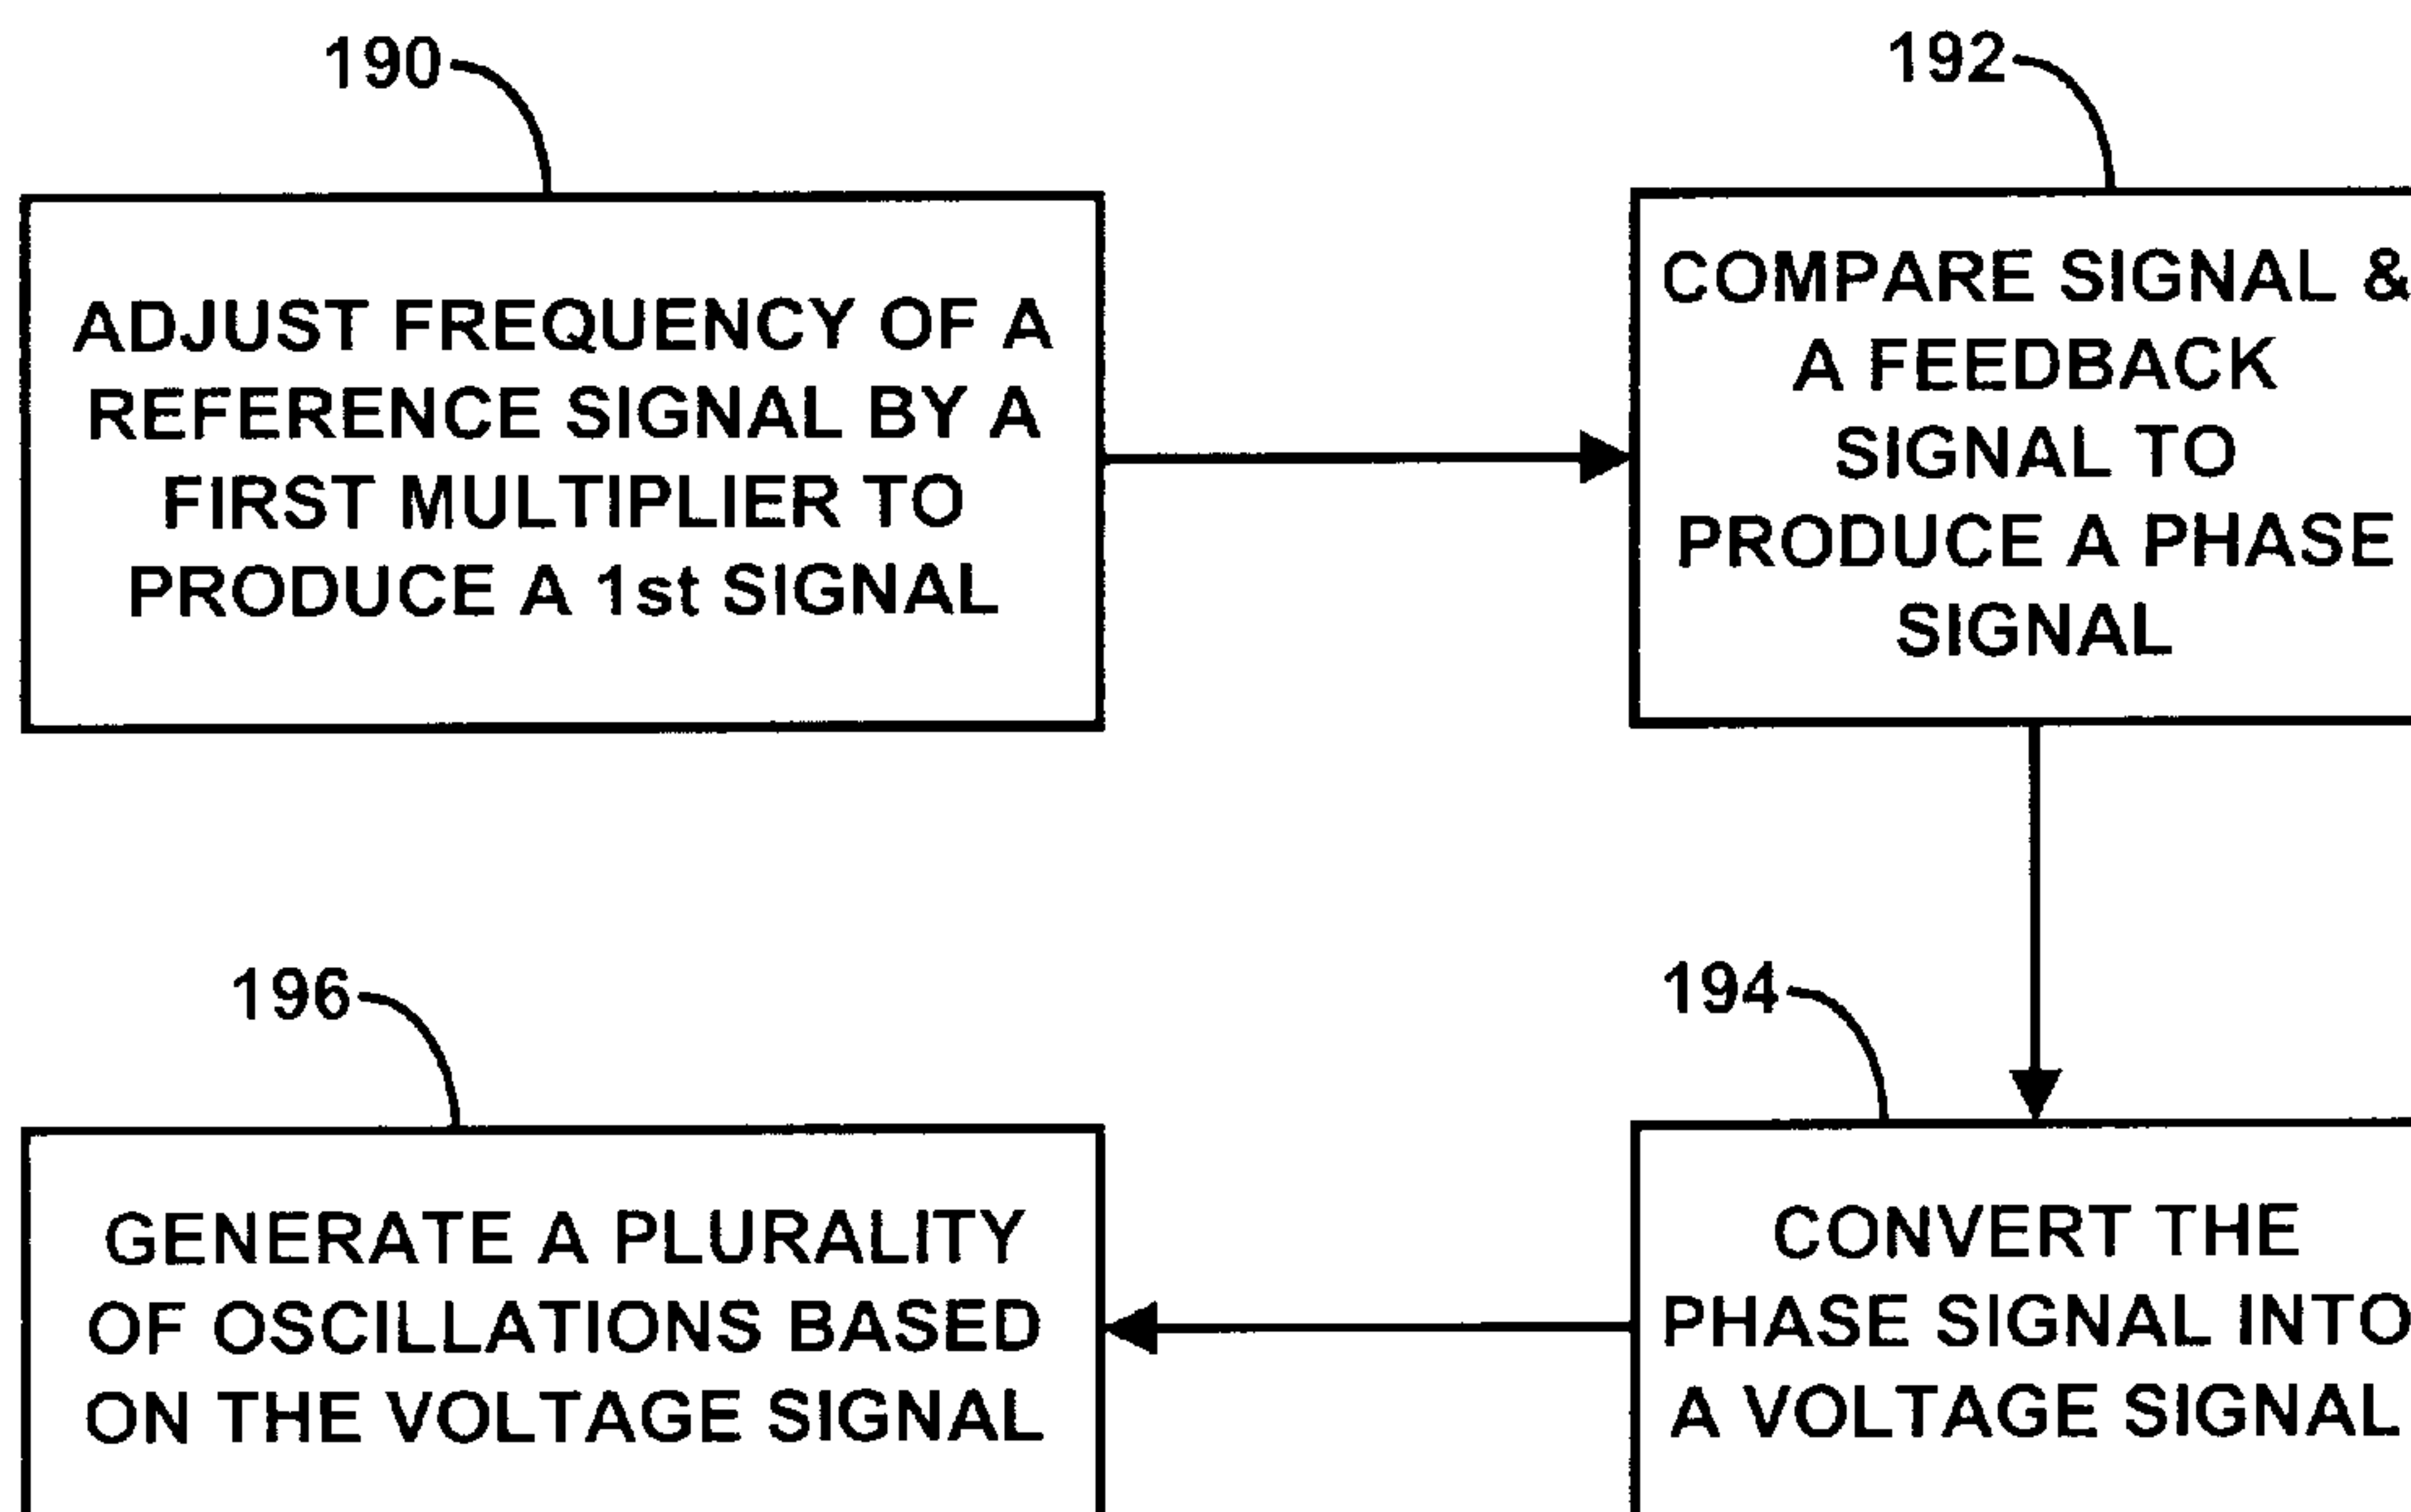 190
ADJUST FREQUENCY OF A
REFERENCE SIGNAL BY A
FIRST MULTIPLIER TO
PRODUCE A 1st SIGNAL
192
COMPARE SIGNAL &
A FEEDBACK
SIGNAL TO
PRODUCE A PHASE
SIGNAL
194
CONVERT THE
PHASE SIGNAL INTO
A VOLTAGE SIGNAL
196
GENERATE A PLURALITY
OF OSCILLATIONS BASED
ON THE VOLTAGE SIGNAL